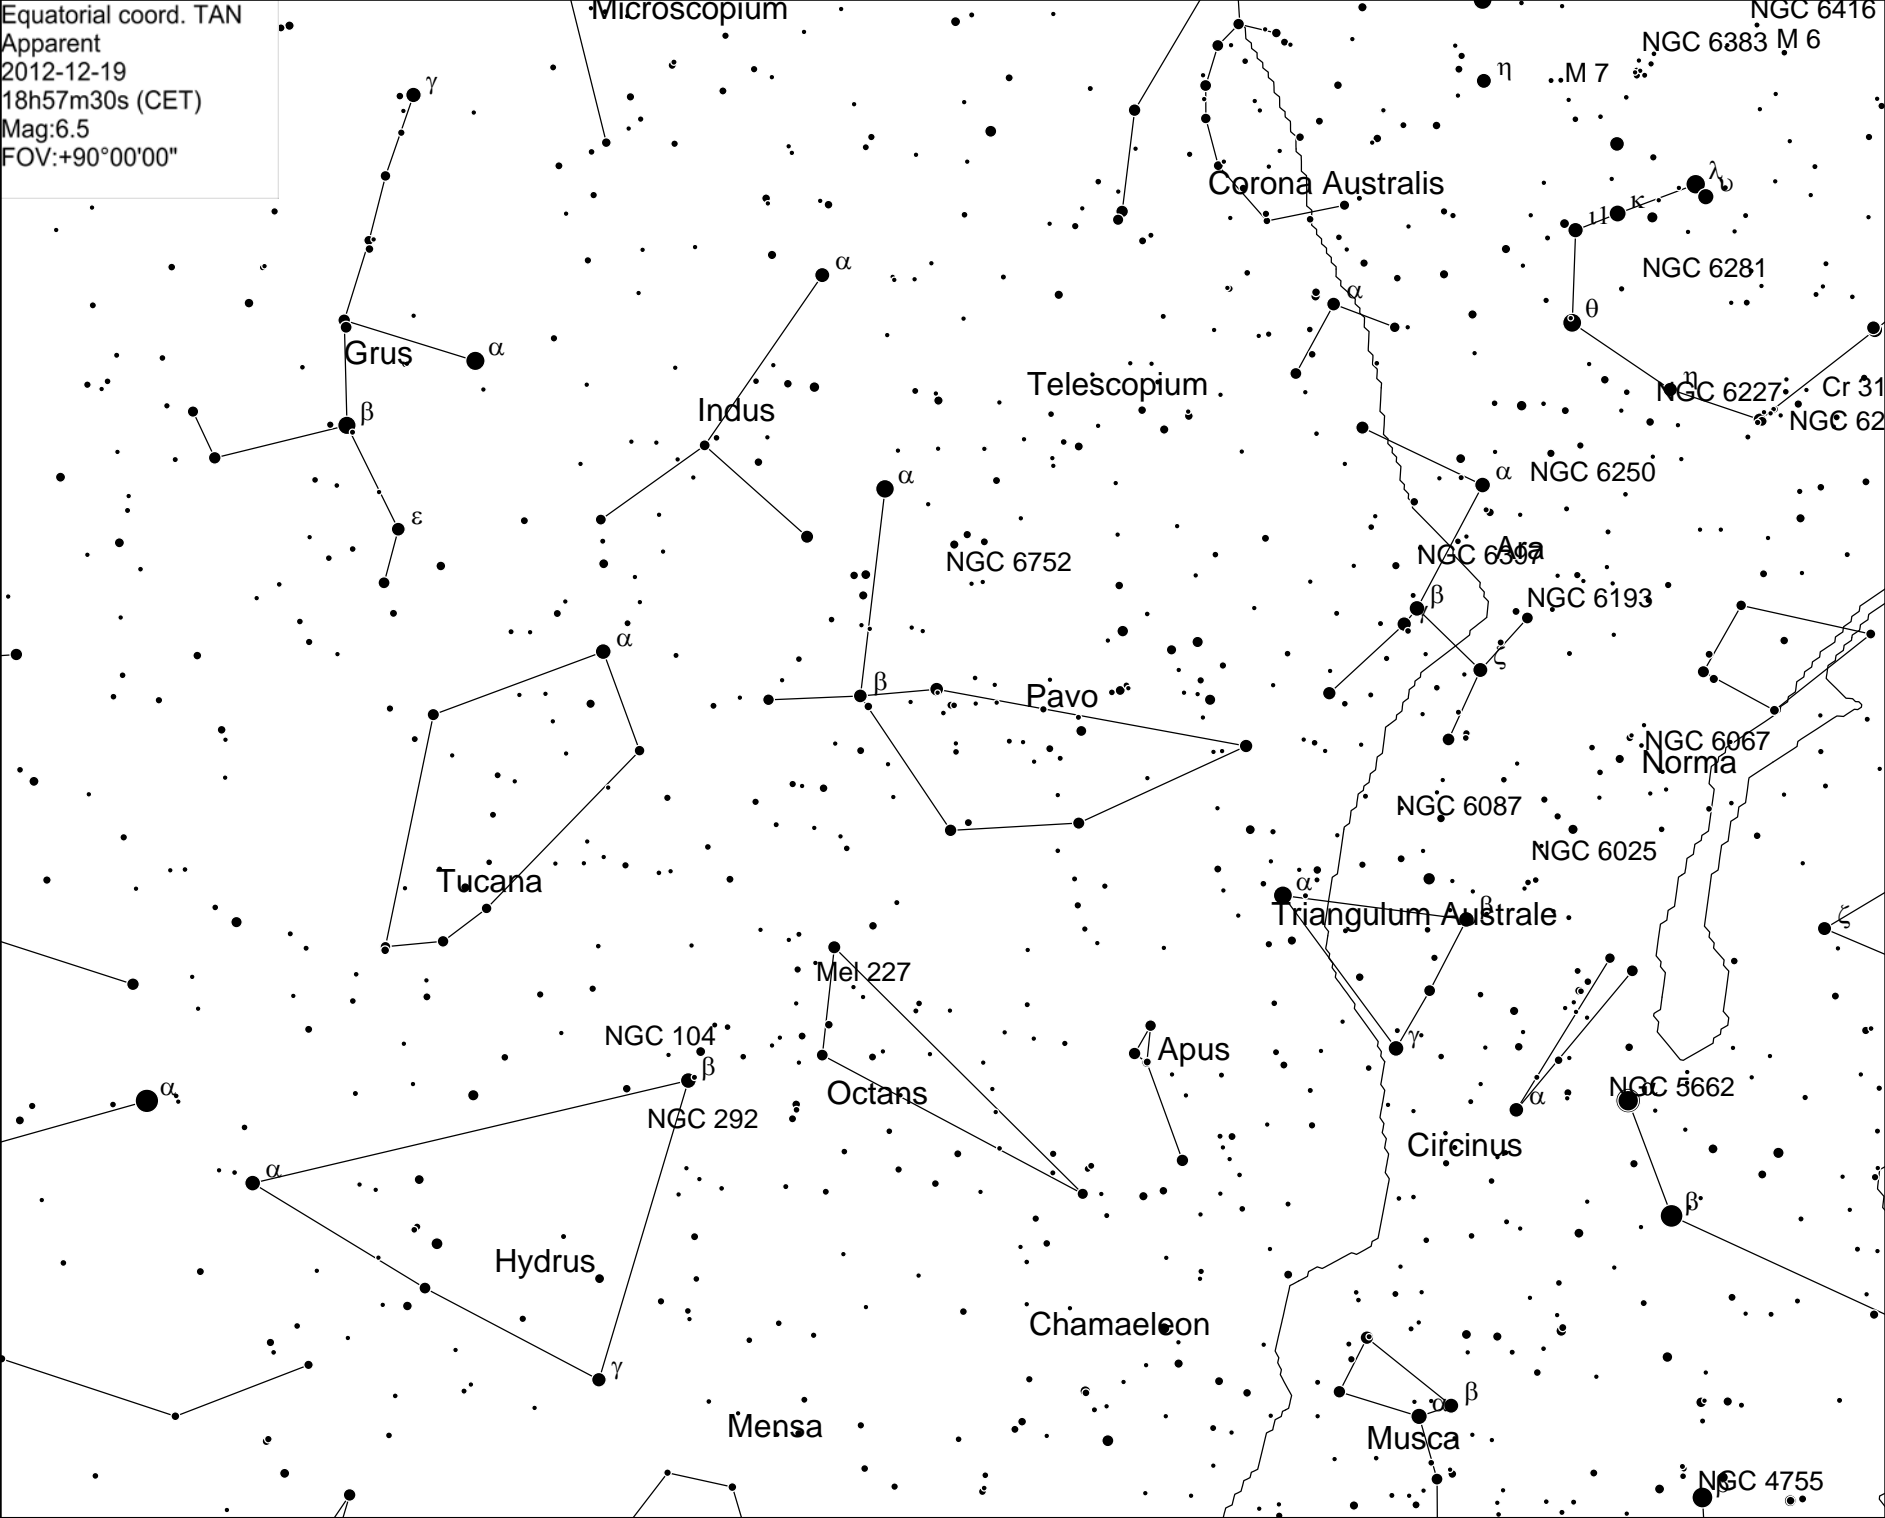 Equatorial coord. TAN
Apparent
2012-12-19
18h57m30s (CET)
Mag:6.5
FOV:+90°00'00"
Microscopium
NGC 6416
NGC 6383
M 6
M 7
η
γ
λ
υ
κ
ι1
Corona Australis
α
NGC 6281
α
θ
Grus
α
Telescopium
η
NGC 6227
Cr 31
NGC 62
Indus
β
α
α
NGC 6250
ε
NGC 6752
Ara
NGC 6397
β
γ
NGC 6193
α
ζ
β
Pavo
NGC 6067
Norma
NGC 6087
NGC 6025
Tucana
α
Triangulum Australe
β
ζ
Mel 227
NGC 104
Apus
γ
β
α
Octans
NGC 5662
α
α
NGC 292
Circinus
α
β
Hydrus
Chamaeleon
γ
β
α
Mensa
Musca
NGC 4755
β